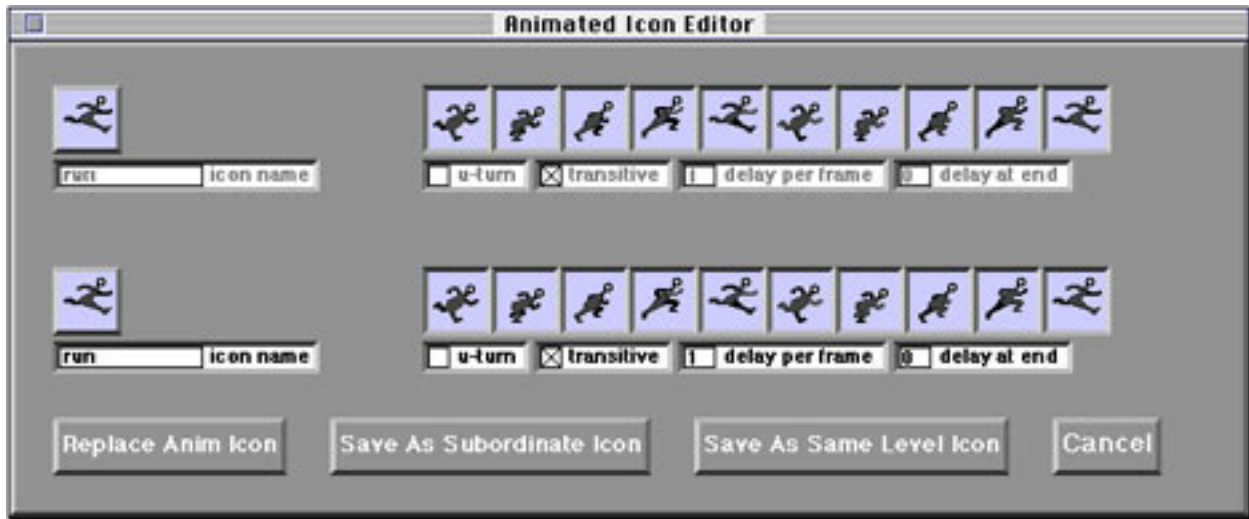 Animated Icon Editor
run icon name
u-turn transitive 1 delay per frame 0 delay at end
run icon name
u-turn transitive 1 delay per frame 0 delay at end
Replace Anim Icon Save As Subordinate Icon Save As Same Level Icon Cancel